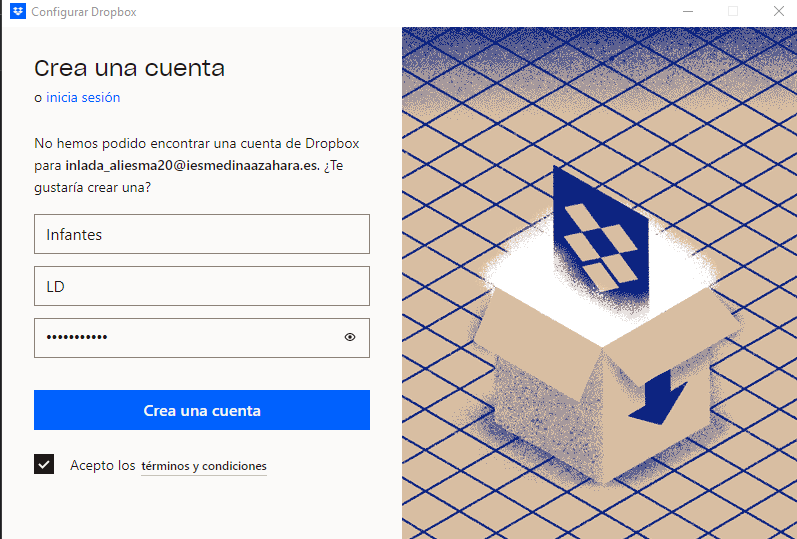 Configurar Dropbox
Crea una cuenta
o inicia sesión
No hemos podido encontrar una cuenta de Dropbox
para inlada_aliesma20@iesmedinaazahara.es. ¿Te
gustaría crear una?
Infantes
LD
•••••••••••
Crea una cuenta
Acepto los términos y condiciones